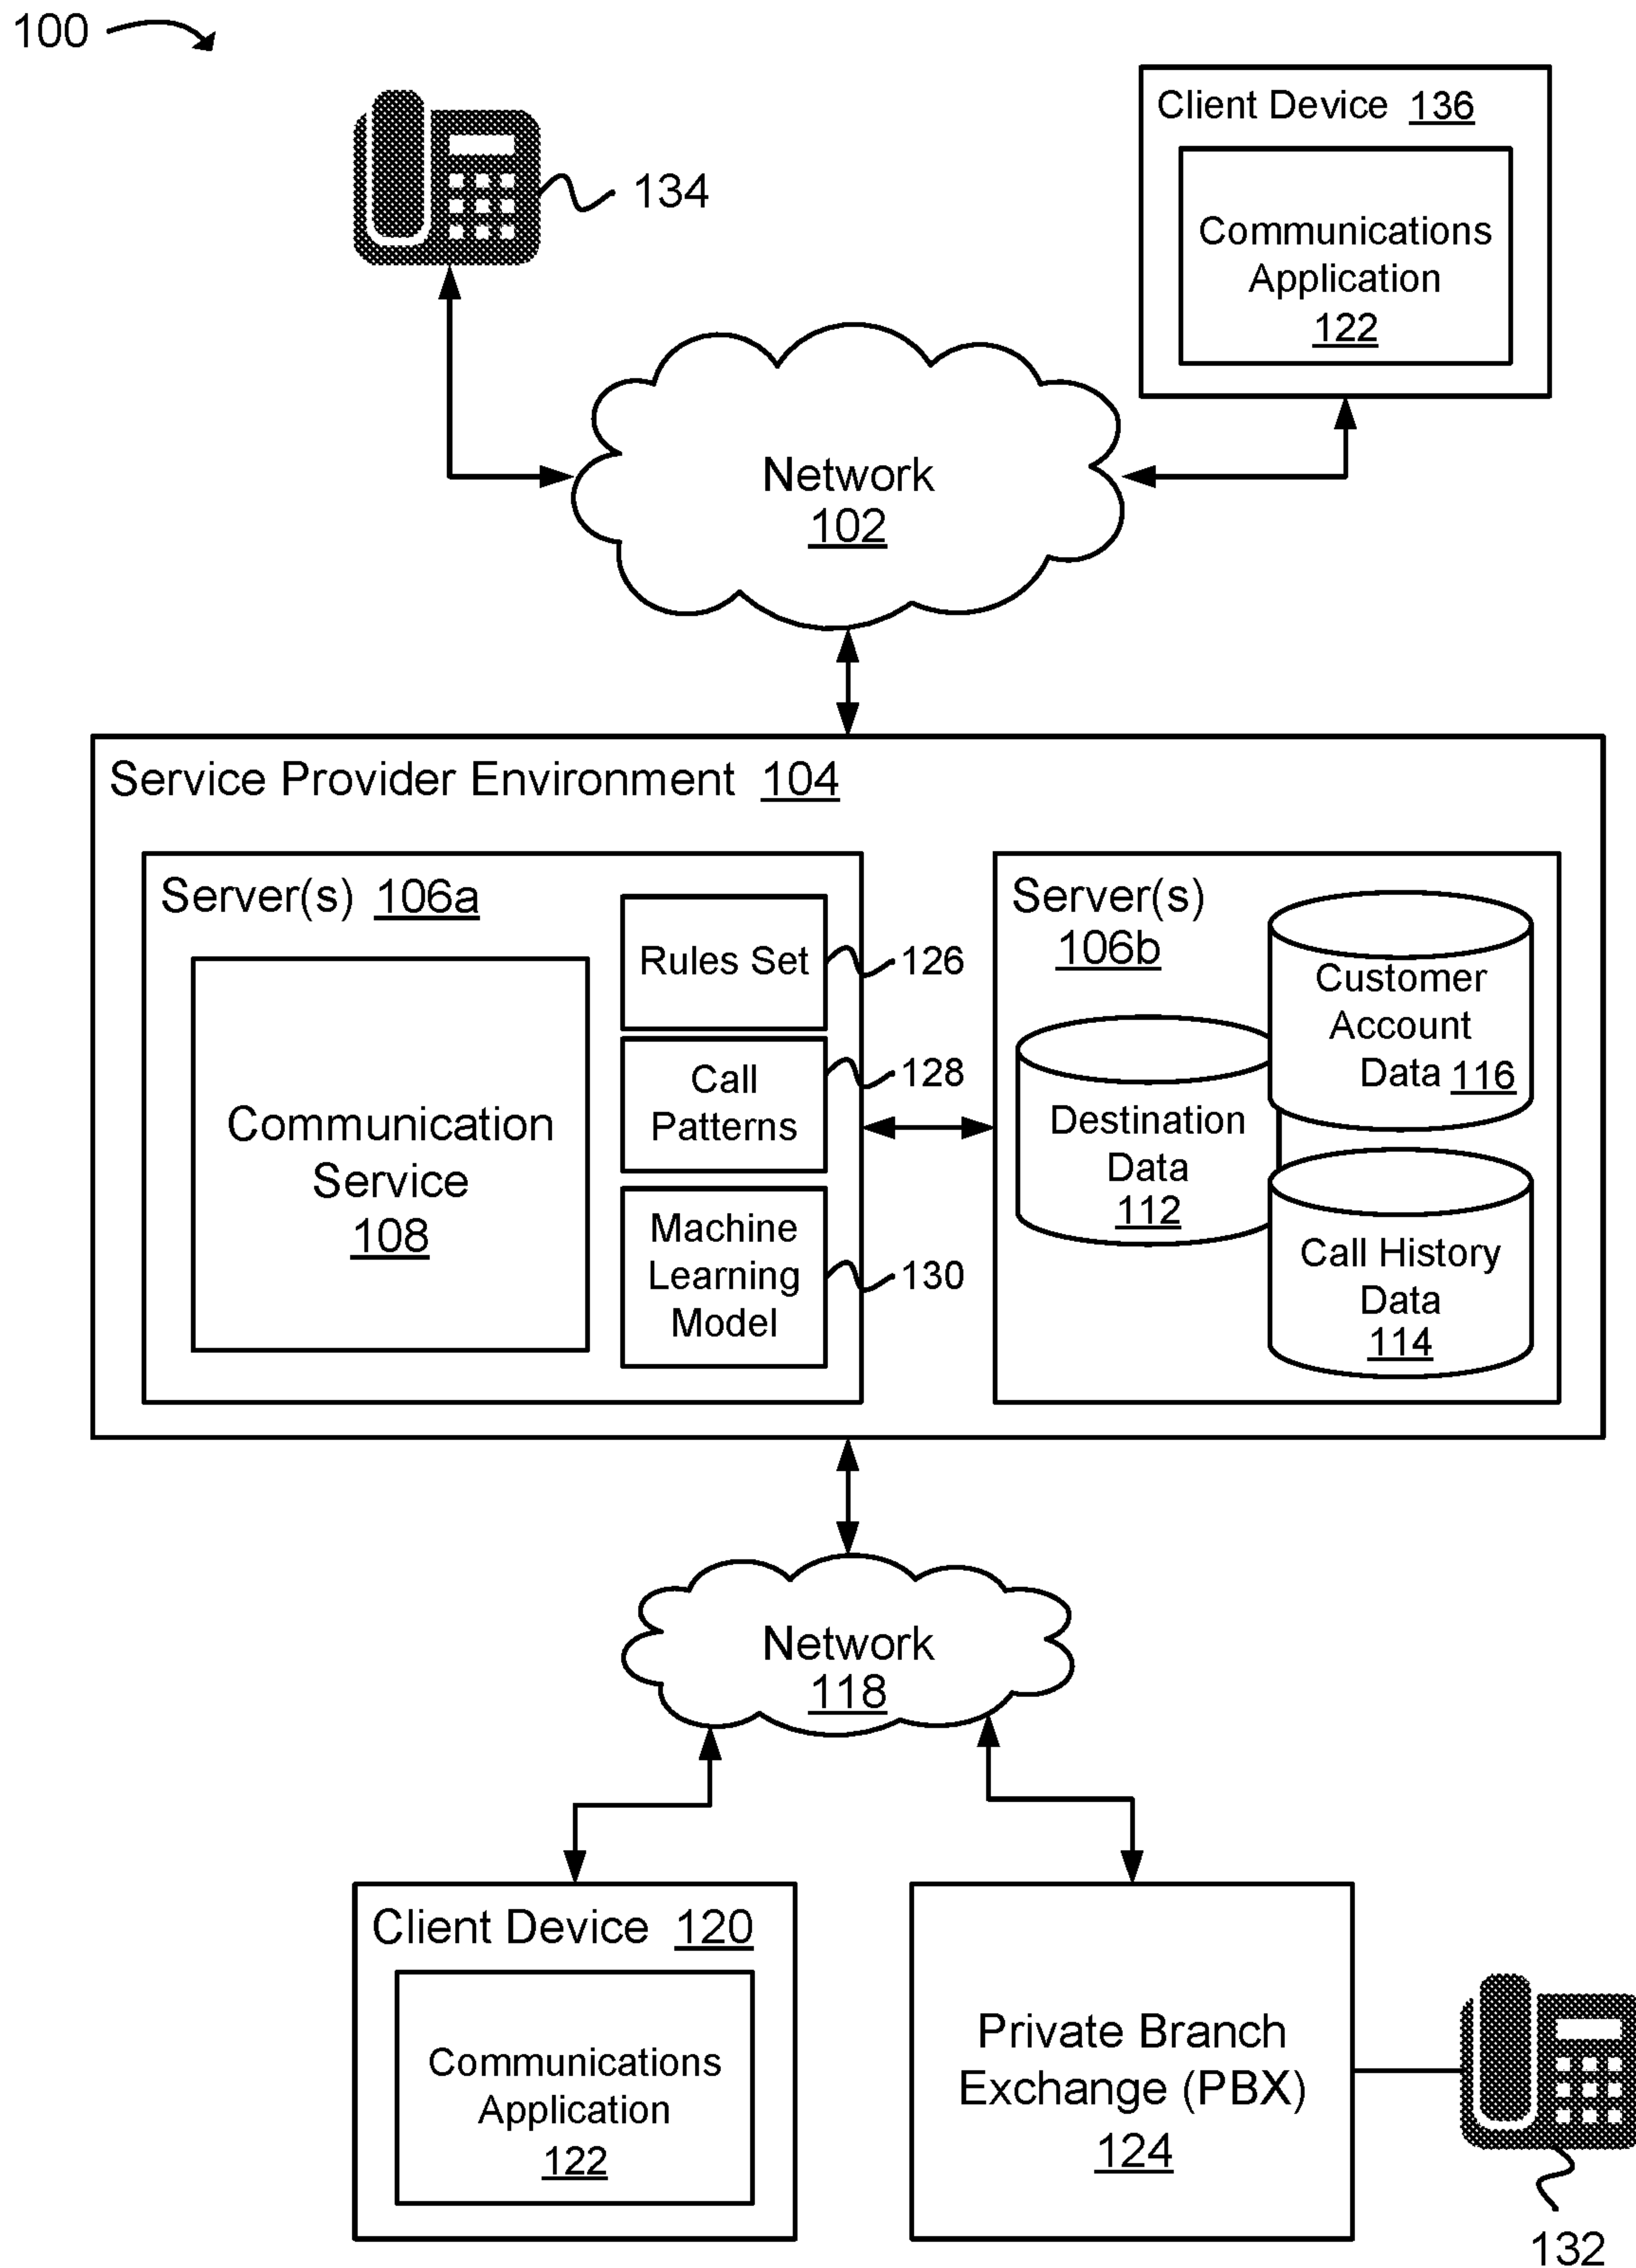 100
134
Client Device 136
Communications
Application
122
Network
102
Service Provider Environment 104
Server(s) 106a
Communication
Service
108
Rules Set
126
Call
Patterns
128
Machine
Learning
Model
130
Server(s)
106b
Customer
Account
Data 116
Destination
Data
112
Call History
Data
114
Network
118
Client Device 120
Communications
Application
122
Private Branch
Exchange (PBX)
124
132